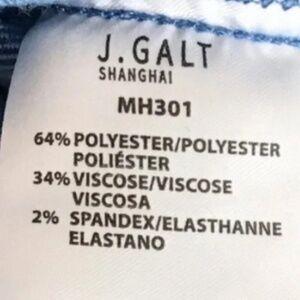 J.GALT
SHANGHAI
MH301
64% POLYESTER/POLYESTER
POLIÉSTER
34% VISCOSE/VISCOSE
VISCOSA
2% SPANDEX/ELASTHANNE
ELASTANO